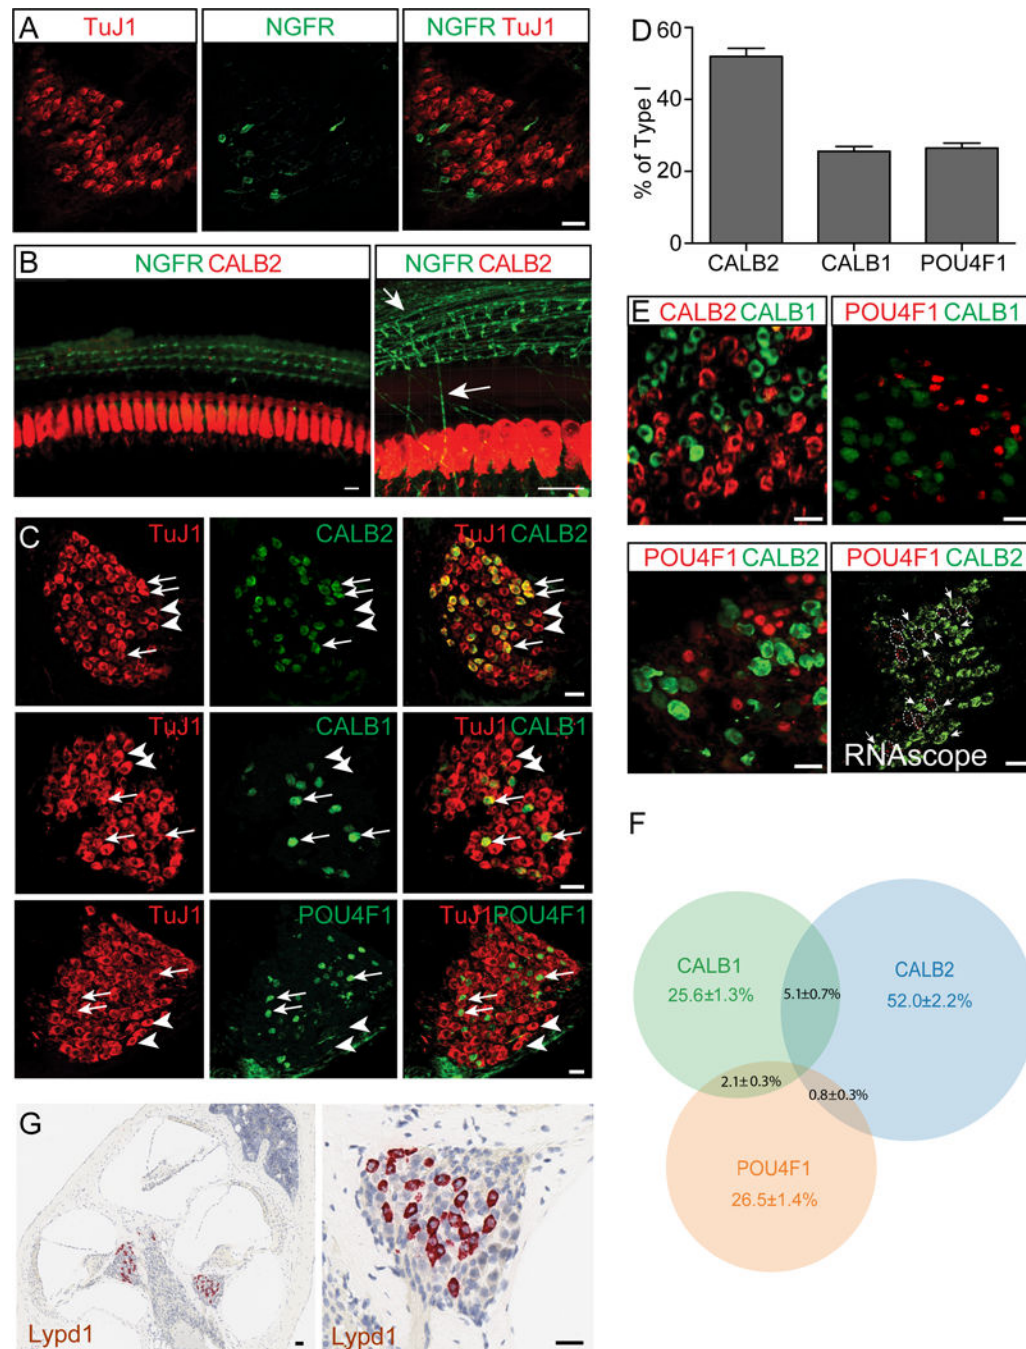 A
TuJ1
NGFR
NGFR TuJ1
B
NGFR CALB2
NGFR CALB2
C
TuJ1
CALB2
TuJ1 CALB2
TuJ1
CALB1
TuJ1 CALB1
TuJ1
POU4F1
TuJ1 POU4F1
D
% of Type I
60
40
20
0
CALB2
CALB1
POU4F1
E
CALB2 CALB1
POU4F1 CALB1
POU4F1 CALB2
POU4F1 CALB2
RNAscope
F
CALB1
25.6±1.3%
5.1±0.7%
CALB2
52.0±2.2%
2.1±0.3%
0.8±0.3%
POU4F1
26.5±1.4%
G
Lypd1
Lypd1